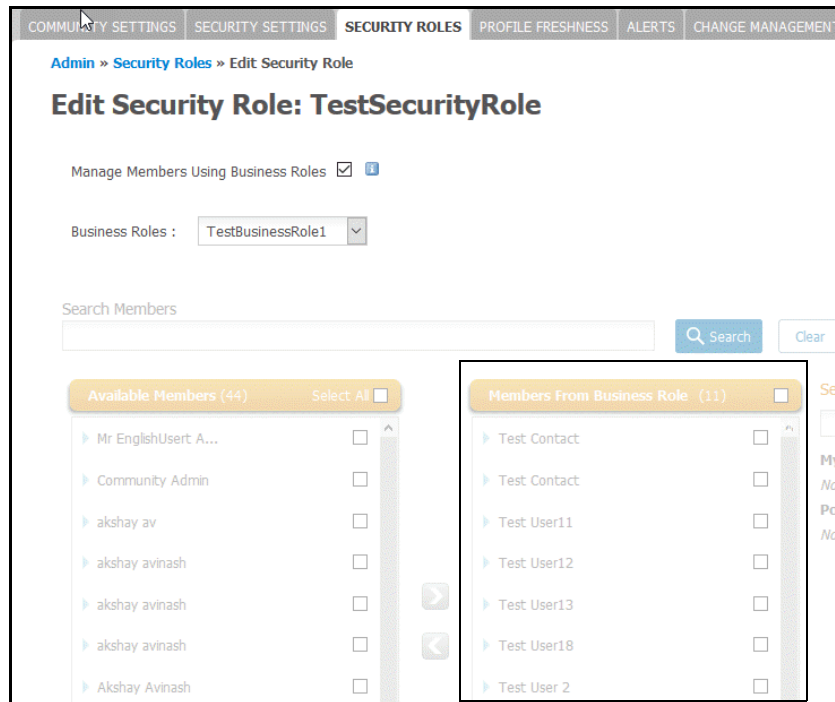 COMMUNITY SETTINGS SECURITY SETTINGS SECURITY ROLES PROFILE FRESHNESS ALERTS CHANGE MANAGEMENT
Admin » Security Roles » Edit Security Role
Edit Security Role: TestSecurityRole
Manage Members Using Business Roles
Business Roles : TestBusinessRole1
Search Members
Search Clear
Available Members (44) Select All
Mr EnglishUsert A...
Community Admin
akshay av
akshay avinash
akshay avinash
akshay avinash
Akshay Avinash
Members From Business Role (11)
Test Contact
Test Contact
Test User11
Test User12
Test User13
Test User18
Test User 2